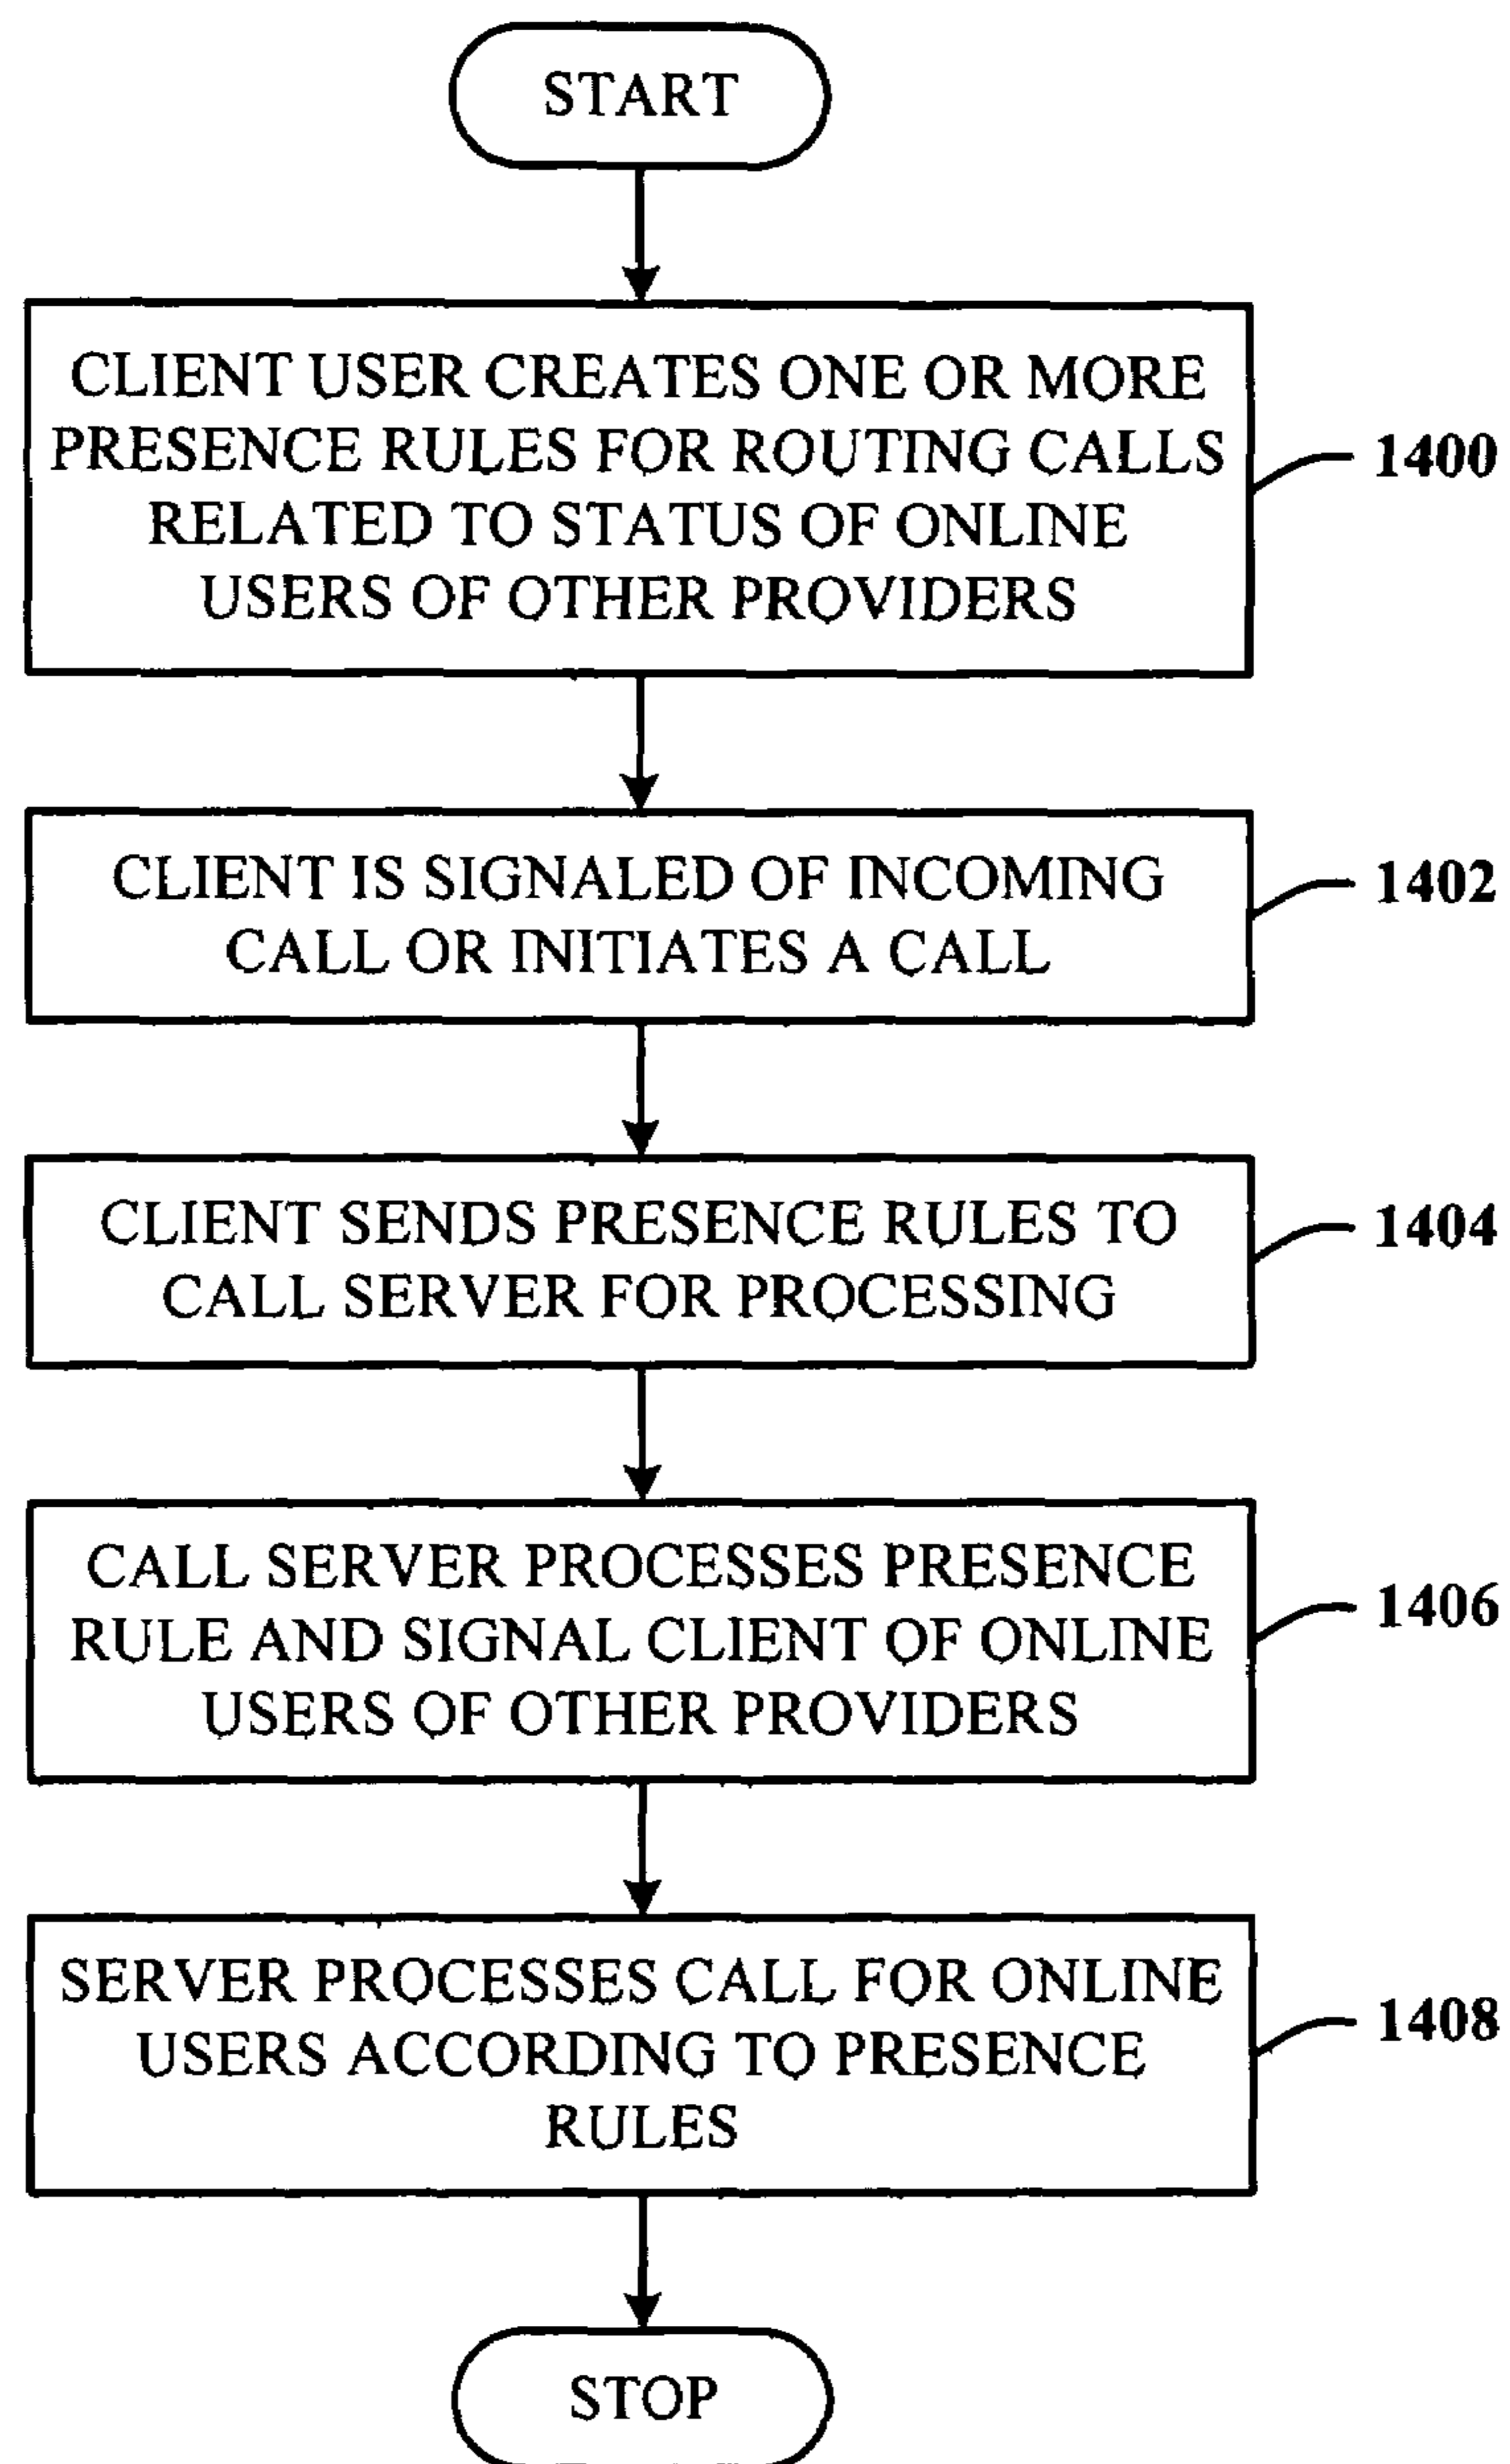 START
CLIENT USER CREATES ONE OR MORE
PRESENCE RULES FOR ROUTING CALLS
RELATED TO STATUS OF ONLINE
USERS OF OTHER PROVIDERS
1400
CLIENT IS SIGNALED OF INCOMING
CALL OR INITIATES A CALL
1402
CLIENT SENDS PRESENCE RULES TO
CALL SERVER FOR PROCESSING
1404
CALL SERVER PROCESSES PRESENCE
RULE AND SIGNAL CLIENT OF ONLINE
USERS OF OTHER PROVIDERS
1406
SERVER PROCESSES CALL FOR ONLINE
USERS ACCORDING TO PRESENCE
RULES
1408
STOP